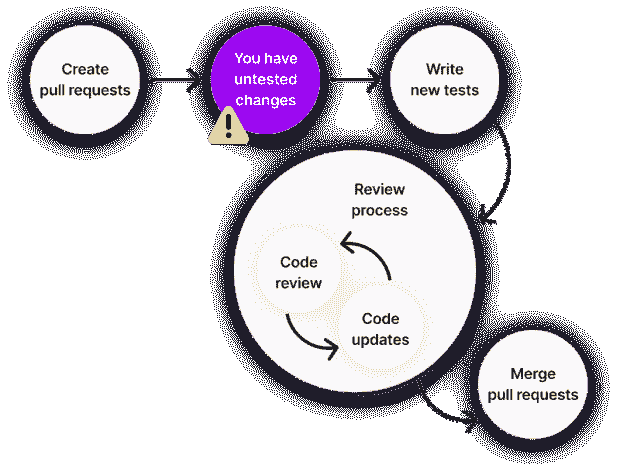 Create
pull requests
You have
untested
changes
Write
new tests
Review
process
Code
review
Code
updates
Merge
pull requests